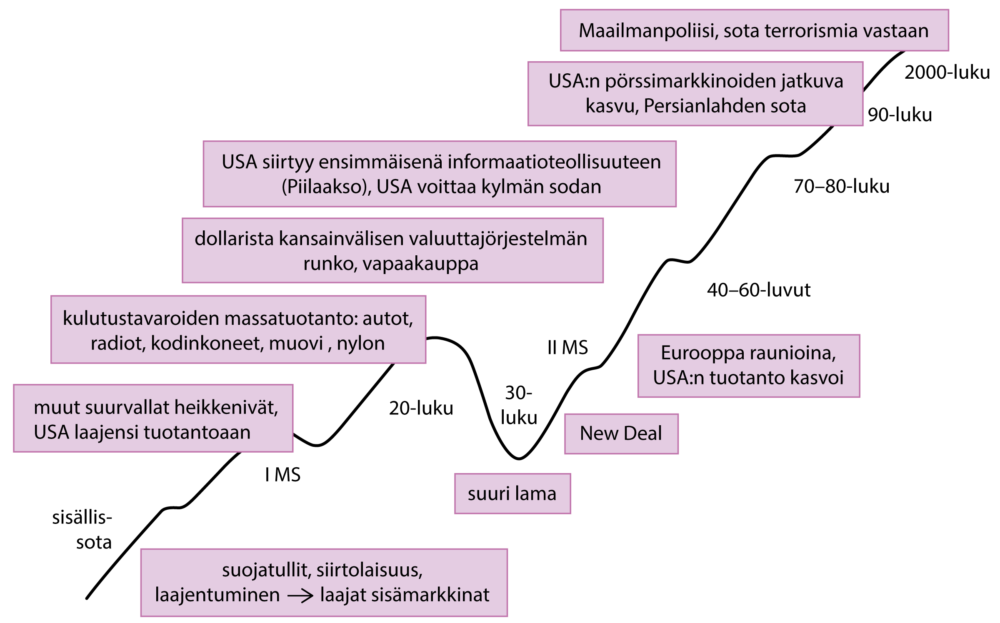 Maailmanpoliisi, sota terrorismia vastaan
2000-luku
USA:n pörssimarkkinoiden jatkuva
kasvu, Persianlahden sota
90-luku
USA siirtyy ensimmäisenä informaatioteollisuuteen
(Piilaakso), USA voittaa kylmän sodan
70–80-luku
dollarista kansainvälisen valuuttajörjestelmän
runko, vapaakauppa
40–60-luvut
kulutustavaroiden massatuotanto: autot,
radiot, kodinkoneet, muovi , nylon
II MS
Eurooppa raunioina,
USA:n tuotanto kasvoi
muut suurvallat heikkenivät,
USA laajensi tuotantoaan
20-luku
30-
luku
New Deal
I MS
suuri lama
sisällis-
sota
suojatullit, siirtolaisuus,
laajentuminen → laajat sisämarkkinat